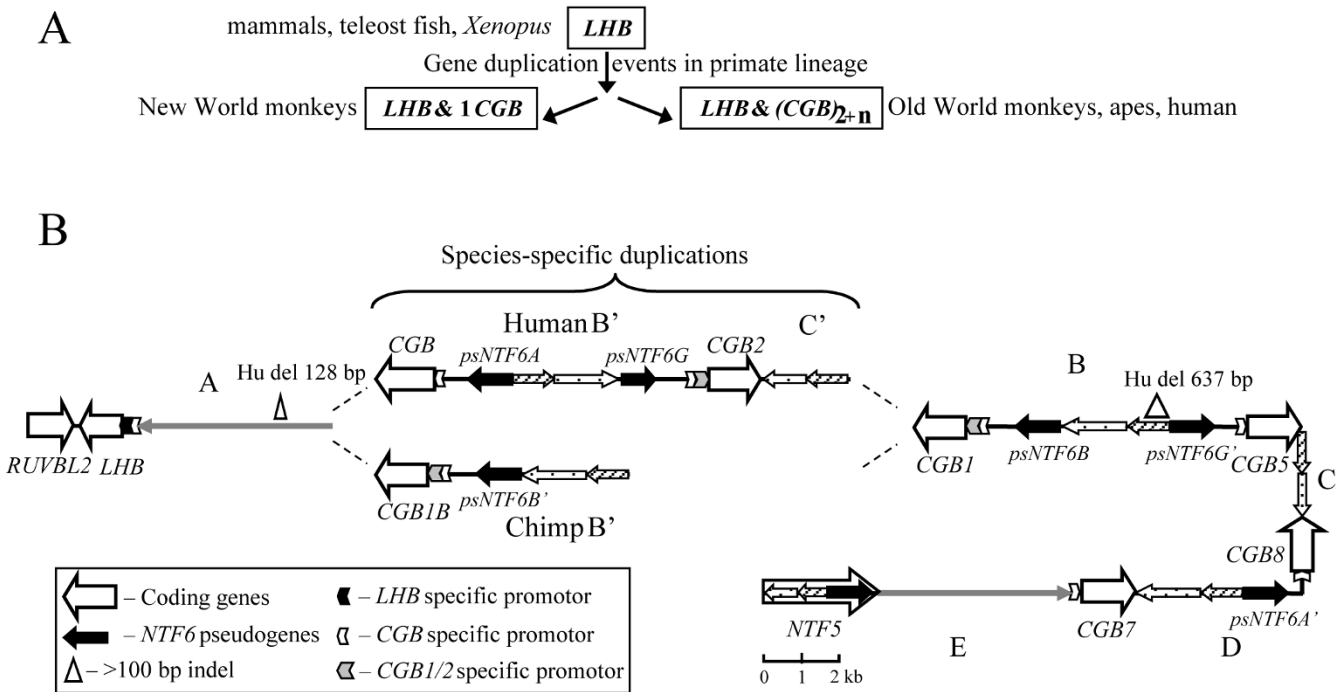 A
mammals, teleost fish, Xenopus LHB
Gene duplication events in primate lineage
New World monkeys LHB & 1 CGB LHB & (CGB)2+n Old World monkeys, apes, human
B
Species-specific duplications
Human B’ C’
CGB psNTF6A psNTF6G CGB2
A Hu del 128 bp
B Hu del 637 bp
RUVBL2 LHB
CGB1 psNTF6B psNTF6G’ CGB5
CGB1B psNTF6B’
Chimp B’
C
CGB8
NTF5 E CGB7 D psNTF6A’
0 1 2 kb
– Coding genes – LHB specific promotor
– NTF6 pseudogenes – CGB specific promotor
– >100 bp indel – CGB1/2 specific promotor